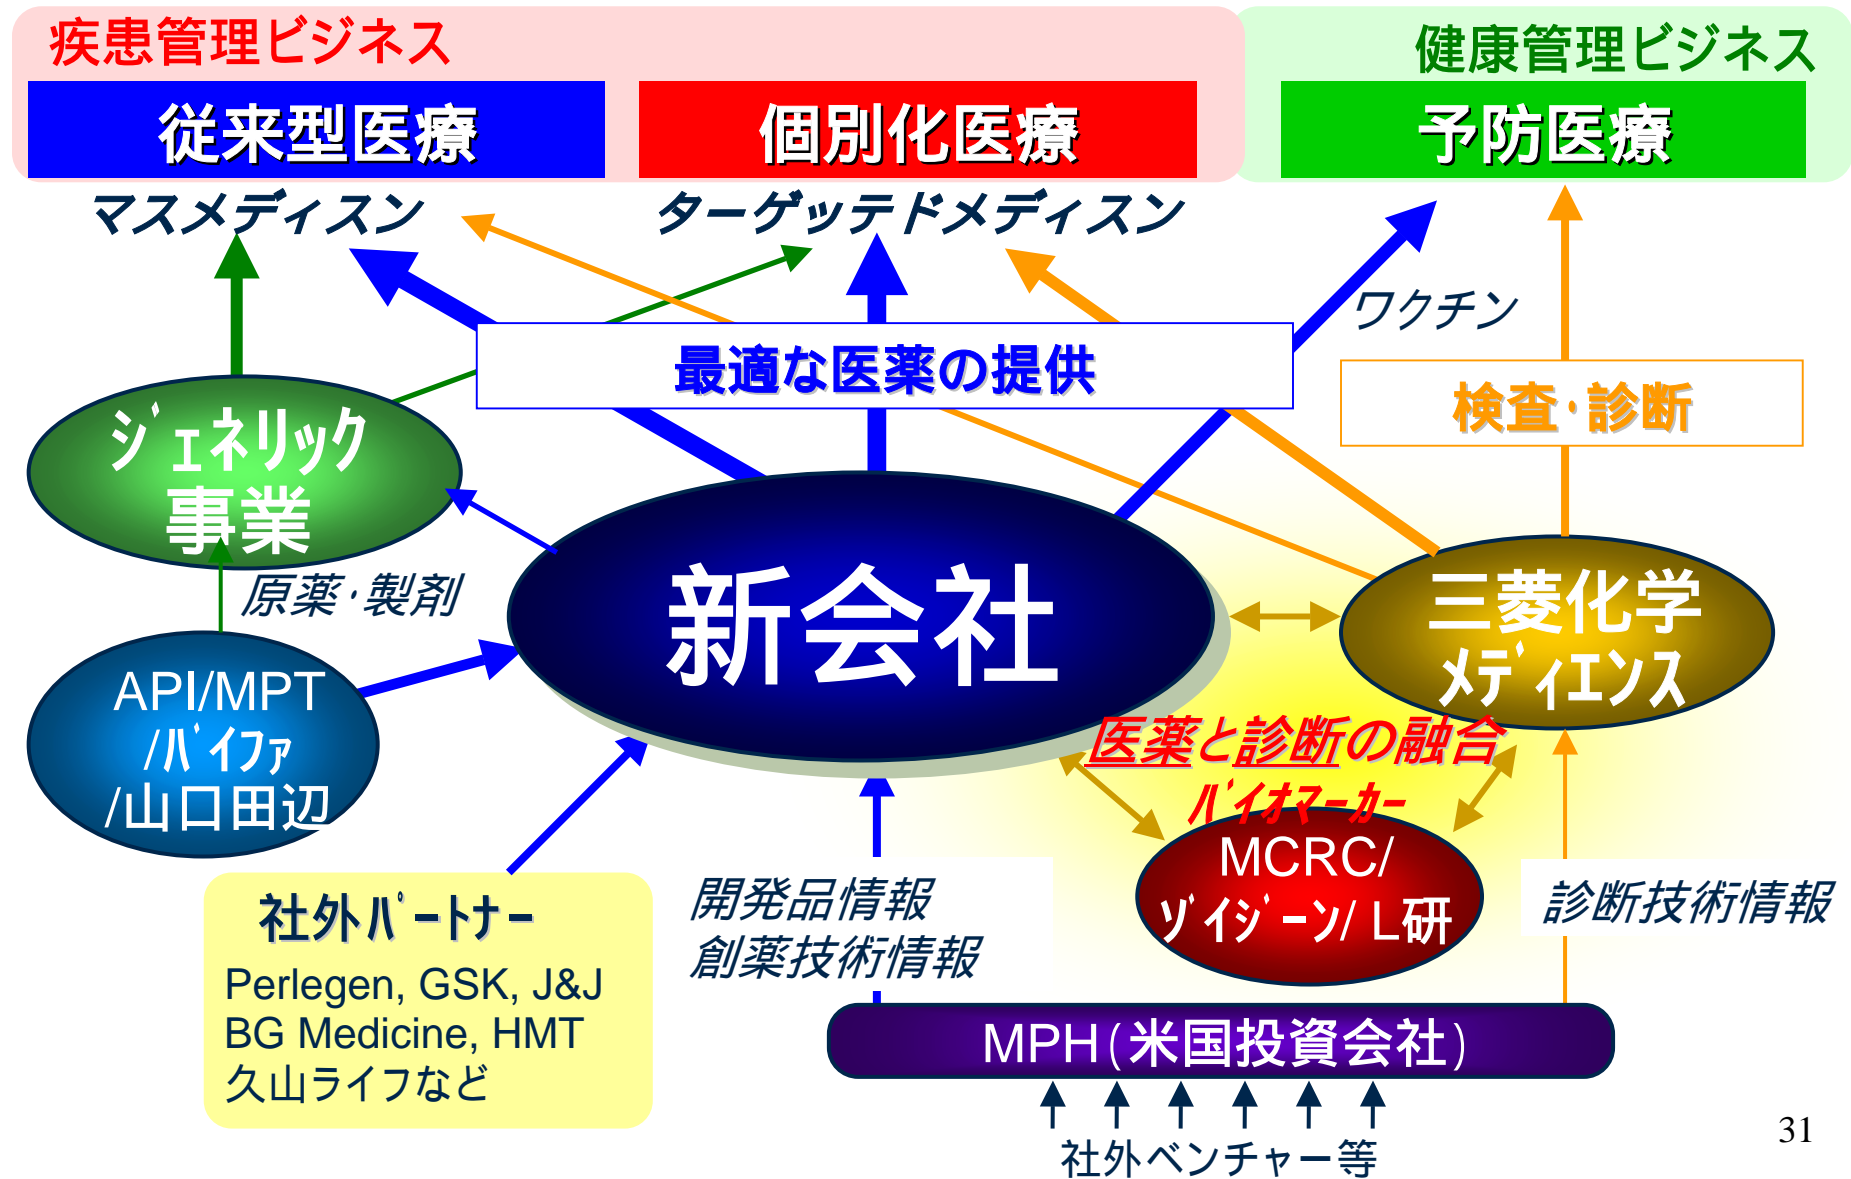 疾患管理ビジネス
健康管理ビジネス
従来型医療
個別化医療
予防医療
マスメディスン
ターゲッテドメディスン
ワクチン
最適な医薬の提供
検査･診断
ｼﾞｪﾈﾘｯｸ
事業
原薬･製剤
新会社
三菱化学
ﾒﾃﾞｨｴﾝｽ
API/MPT
/ﾊﾞｲﾌｧ
/山口田辺
医薬と診断の融合
ﾊﾞｲｵﾏｰｶｰ
MCRC/
ｿﾞｲｼﾞｰﾝ/L研
社外ﾊﾟｰﾄﾅｰ
Perlegen, GSK, J&J
BG Medicine, HMT
久山ライフなど
開発品情報
創薬技術情報
診断技術情報
MPH(米国投資会社)
社外ベンチャー等
31